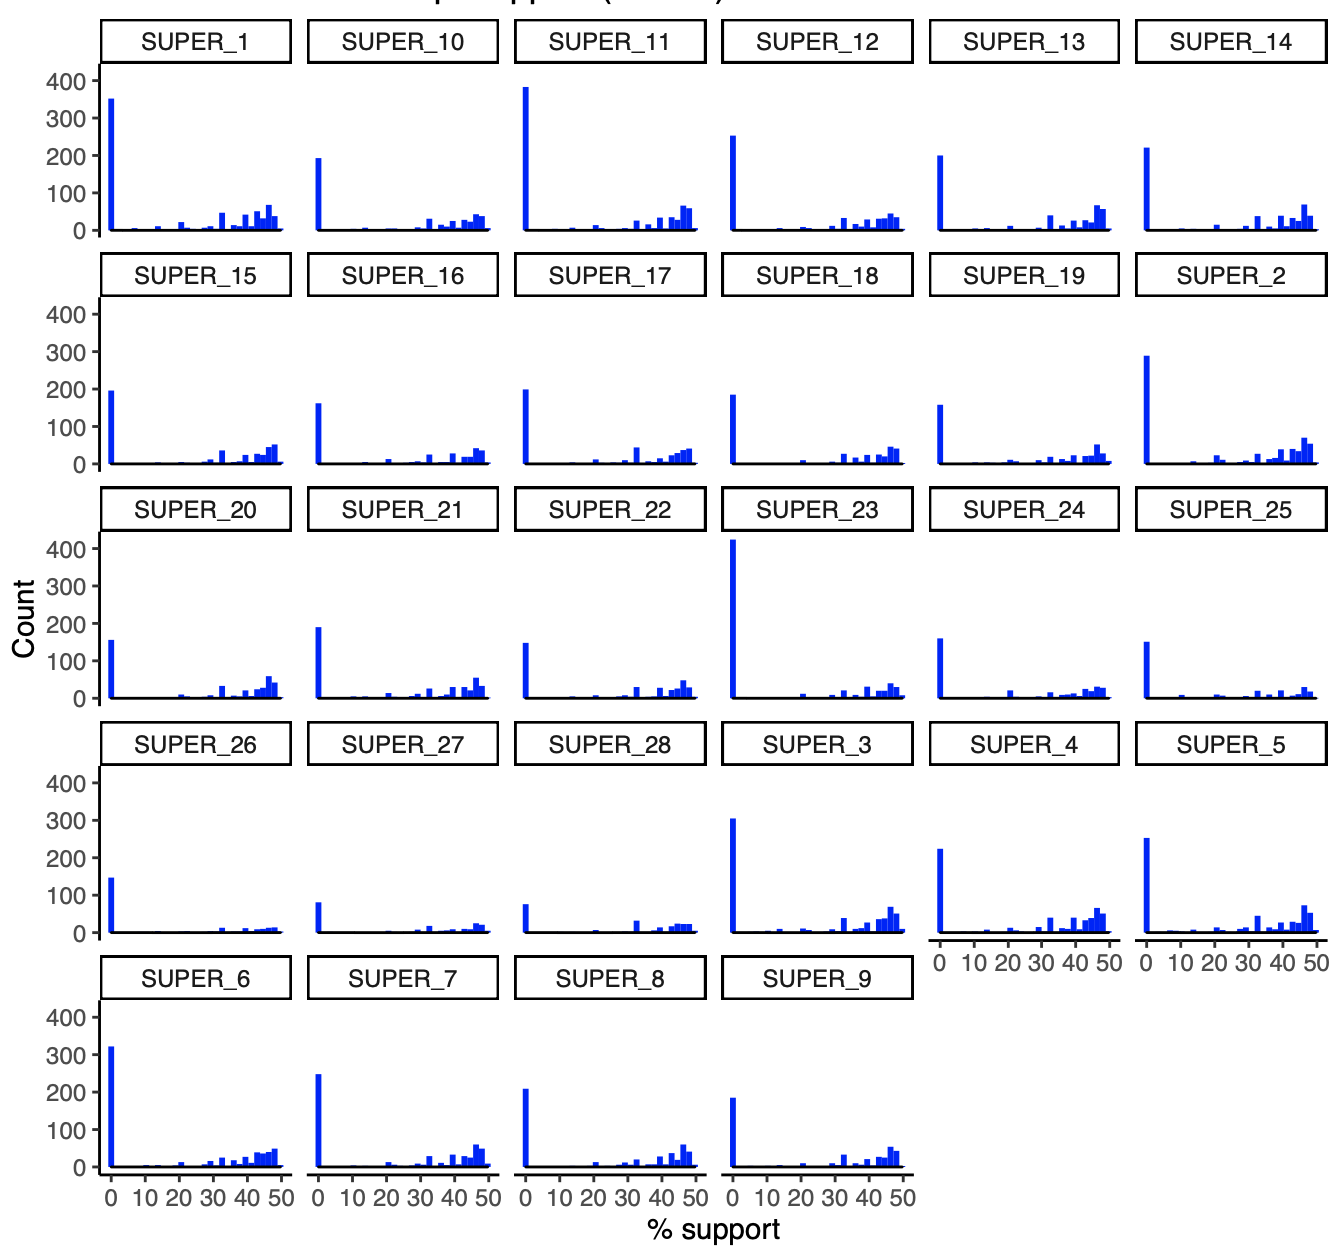 SUPER_1 SUPER_10 SUPER_11 SUPER_12 SUPER_13 SUPER_14
400
300
200
100
0
SUPER_15 SUPER_16 SUPER_17 SUPER_18 SUPER_19 SUPER_2
400
300
200
100
0
SUPER_20 SUPER_21 SUPER_22 SUPER_23 SUPER_24 SUPER_25
400
300
200
100
0
Count
SUPER_26 SUPER_27 SUPER_28 SUPER_3 SUPER_4 SUPER_5
400
300
200
100
0
0 10 20 30 40 50 0 10 20 30 40 50
SUPER_6 SUPER_7 SUPER_8 SUPER_9
400
300
200
100
0
0 10 20 30 40 50 0 10 20 30 40 50 0 10 20 30 40 50 0 10 20 30 40 50
% support